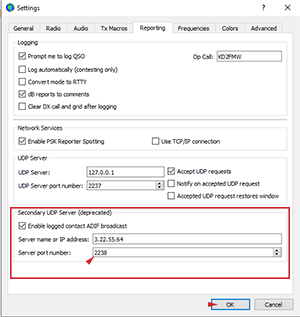 Settings
General Radio Audio Tx Macros Reporting Frequencies Colors Advanced
Logging
Prompt me to log QSO Op Call: KD2FMW
Log automatically (contesting only)
Convert mode to RTTY
dB reports to comments
Clear DX call and grid after logging
Network Services
Enable PSK Reporter Spotting Use TCP/IP connection
UDP Server
UDP Server: 127.0.0.1 Accept UDP requests
UDP Server port number: 2237 Notify on accepted UDP request
Accepted UDP request restores window
Secondary UDP Server (deprecated)
Enable logged contact ADIF broadcast
Server name or IP address: 3.22.55.64
Server port number: 2238
OK Cancel